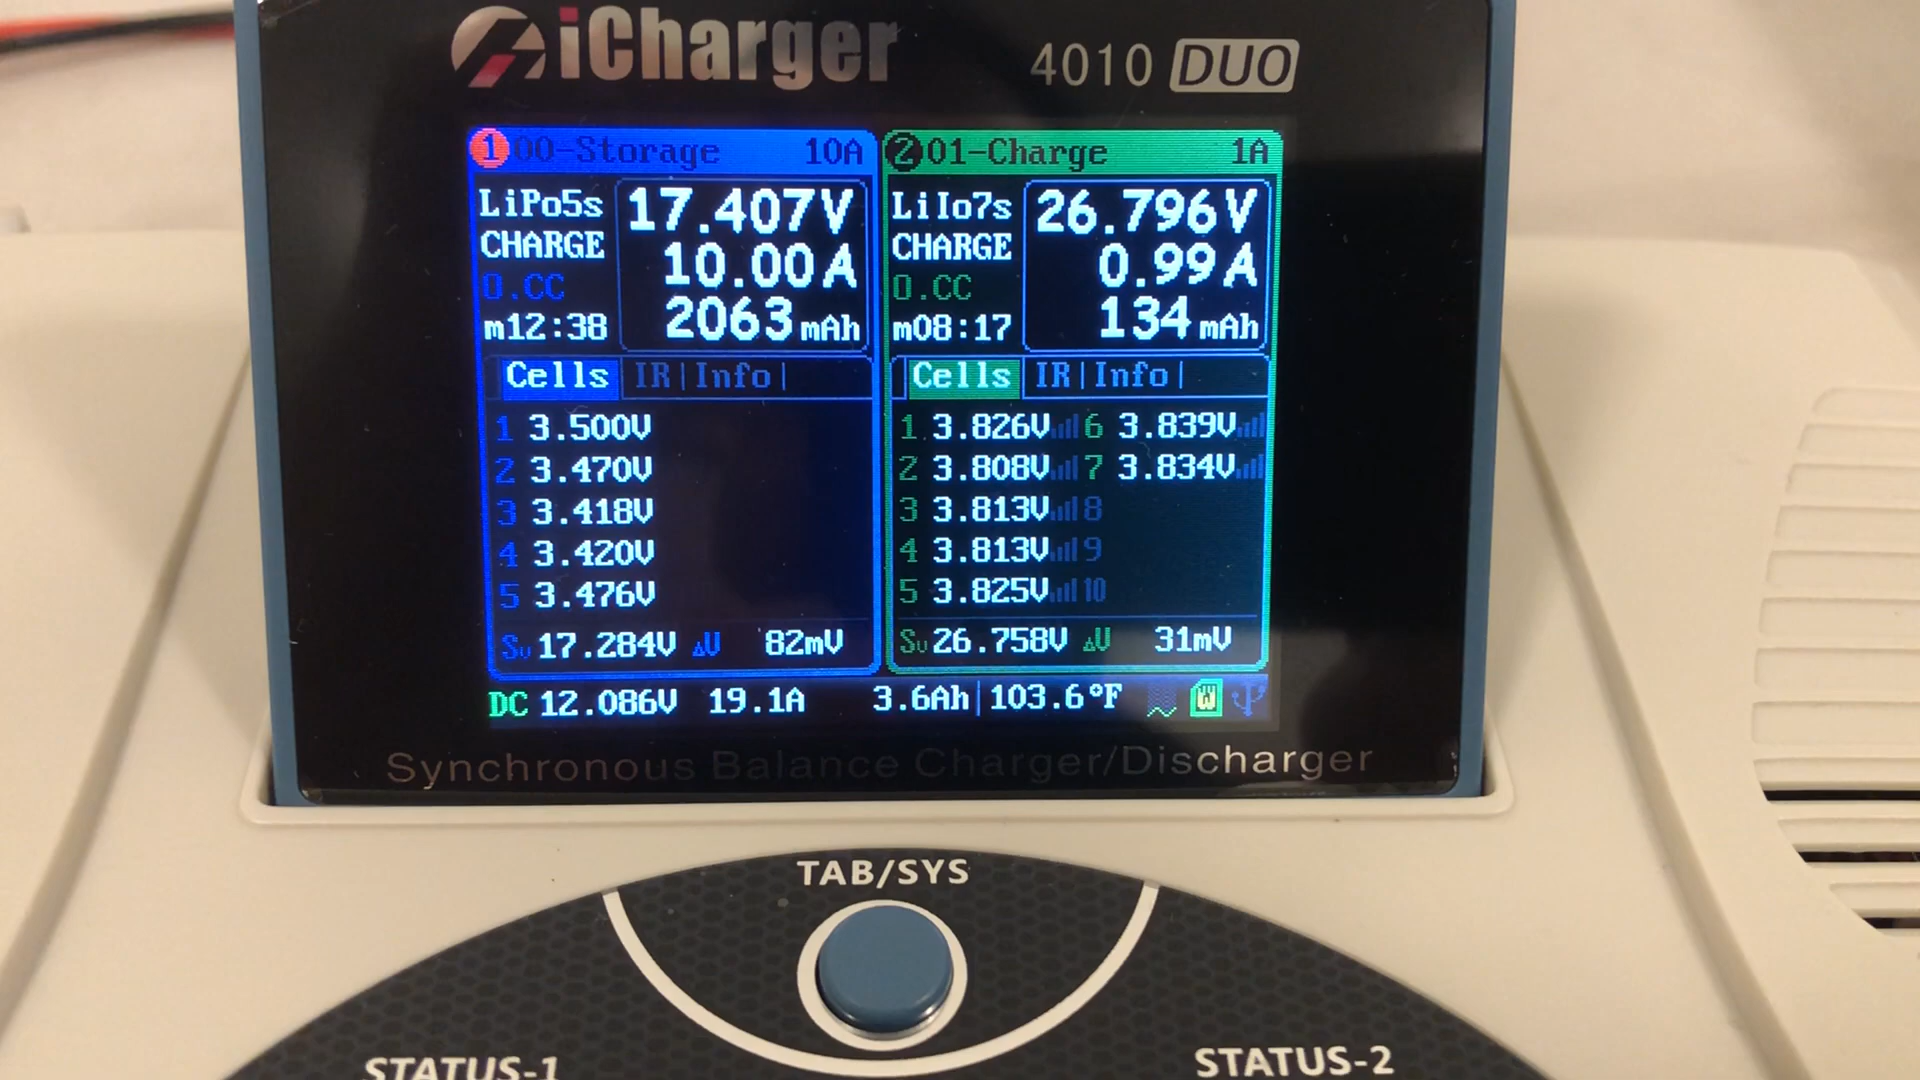 iCharger 4010 DUO
1 00-Storage 10A
LiPo5s 17.407V
CHARGE 10.00A
0.CC
m12:38 2063mAh
Cells IR|Info|
1 3.500V
2 3.470V
3 3.418V
4 3.420V
5 3.476V
Sv 17.284V ΔV 82mV
2 01-Charge 1A
LiIo7s 26.796V
CHARGE 0.99A
0.CC
m08:17 134mAh
Cells IR|Info|
1 3.826V 6 3.839V
2 3.808V 7 3.834V
3 3.813V 8
4 3.813V 9
5 3.825V 10
Sv 26.758V ΔV 31mV
DC 12.086V 19.1A 3.6Ah|103.6°F W
Synchronous Balance Charger/Discharger
TAB/SYS
STATUS-1
STATUS-2